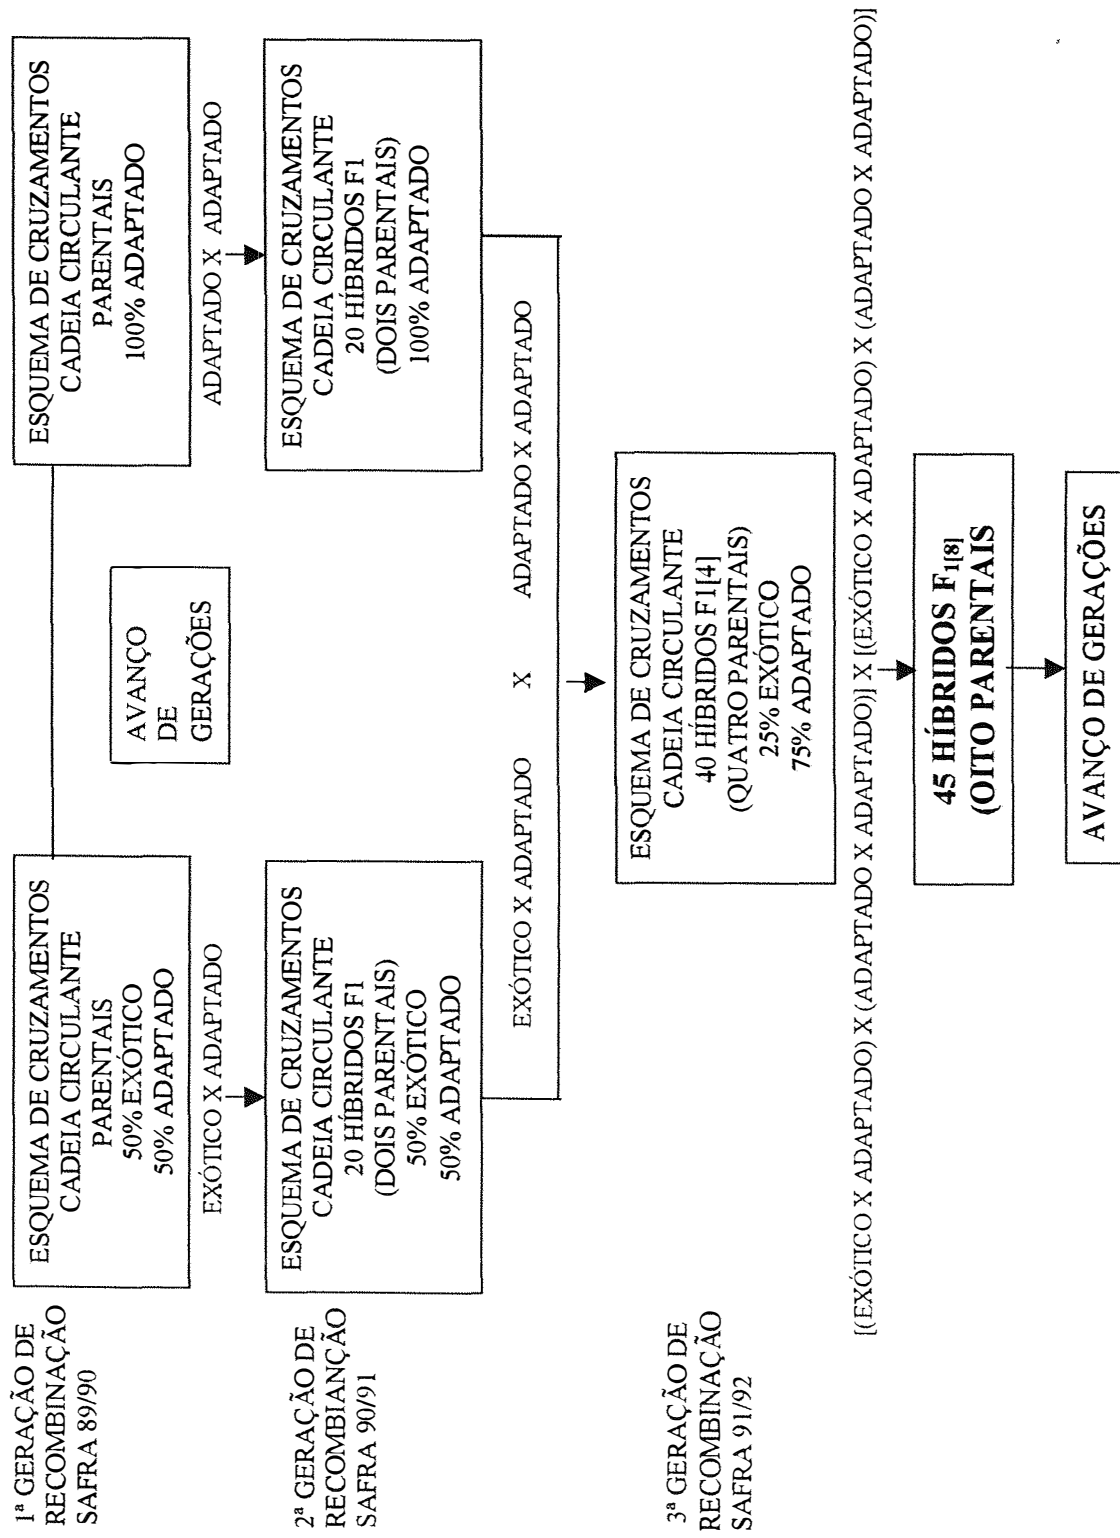 1ª GERAÇÃO DE
RECOMBINAÇÃO
SAFRA 89/90
ESQUEMA DE CRUZAMENTOS
CADEIA CIRCULANTE
PARENTAIS
50% EXÓTICO
50% ADAPTADO
AVANÇO
DE
GERAÇÕES
ESQUEMA DE CRUZAMENTOS
CADEIA CIRCULANTE
PARENTAIS
100% ADAPTADO
EXÓTICO X ADAPTADO
ADAPTADO X ADAPTADO
2ª GERAÇÃO DE
RECOMBIANÇÃO
SAFRA 90/91
ESQUEMA DE CRUZAMENTOS
CADEIA CIRCULANTE
20 HÍBRIDOS F1
(DOIS PARENTAIS)
50% EXÓTICO
50% ADAPTADO
ESQUEMA DE CRUZAMENTOS
CADEIA CIRCULANTE
20 HÍBRIDOS F1
(DOIS PARENTAIS)
100% ADAPTADO
EXÓTICO X ADAPTADO X ADAPTADO X ADAPTADO
3ª GERAÇÃO DE
RECOMBINAÇÃO
SAFRA 91/92
ESQUEMA DE CRUZAMENTOS
CADEIA CIRCULANTE
40 HÍBRIDOS F1[4]
(QUATRO PARENTAIS)
25% EXÓTICO
75% ADAPTADO
[(EXÓTICO X ADAPTADO) X (ADAPTADO X ADAPTADO)] X [(EXÓTICO X ADAPTADO) X (ADAPTADO X ADAPTADO)]
45 HÍBRIDOS F1[8]
(OITO PARENTAIS
AVANÇO DE GERAÇÕES